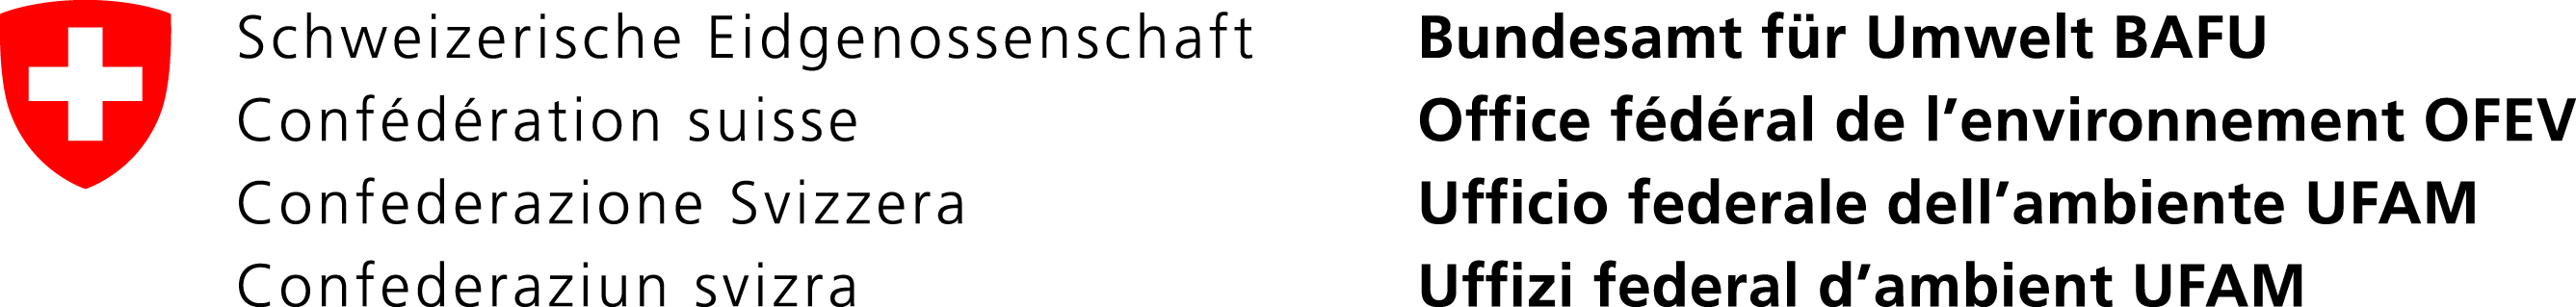 Schweizerische Eidgenossenschaft
Confédération suisse
Confederazione Svizzera
Confederaziun svizra
Bundesamt für Umwelt BAFU
Office fédéral de l’environnement OFEV
Ufficio federale dell’ambiente UFAM
Uffizi federal d’ambient UFAM